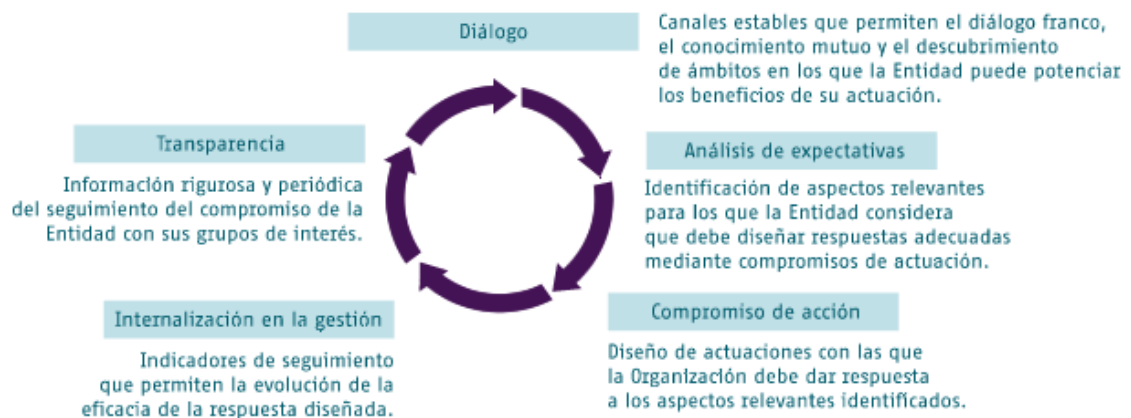 Diálogo
Canales estables que permiten el diálogo franco,
el conocimiento mutuo y el descubrimiento
de ámbitos en los que la Entidad puede potenciar
los beneficios de su actuación.
Análisis de expectativas
Identificación de aspectos relevantes
para los que la Entidad considera
que debe diseñar respuestas adecuadas
mediante compromisos de actuación.
Compromiso de acción
Diseño de actuaciones con las que
la Organización debe dar respuesta
a los aspectos relevantes identificados.
Internalización en la gestión
Indicadores de seguimiento
que permiten la evolución de la
eficacia de la respuesta diseñada.
Transparencia
Información rigurosa y periódica
del seguimiento del compromiso de la
Entidad con sus grupos de interés.